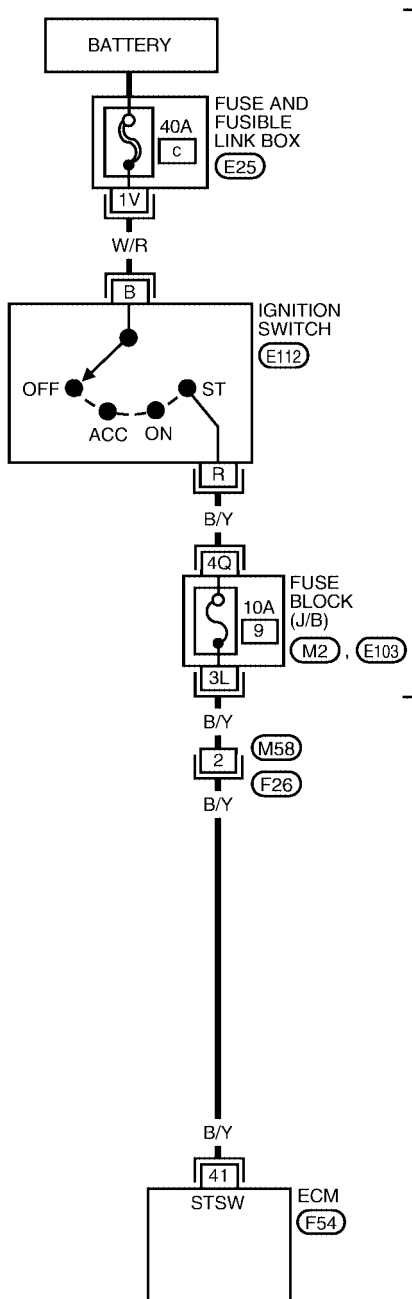 BATTERY
FUSE AND
FUSIBLE
LINK BOX
40A
c
E25
1V
W/R
B
IGNITION
SWITCH
E112
OFF
ST
ACC
ON
R
B/Y
4Q
FUSE
BLOCK
(J/B)
10A
9
M2 , E103
3L
B/Y
2
M58
F26
B/Y
B/Y
41
STSW
ECM
F54